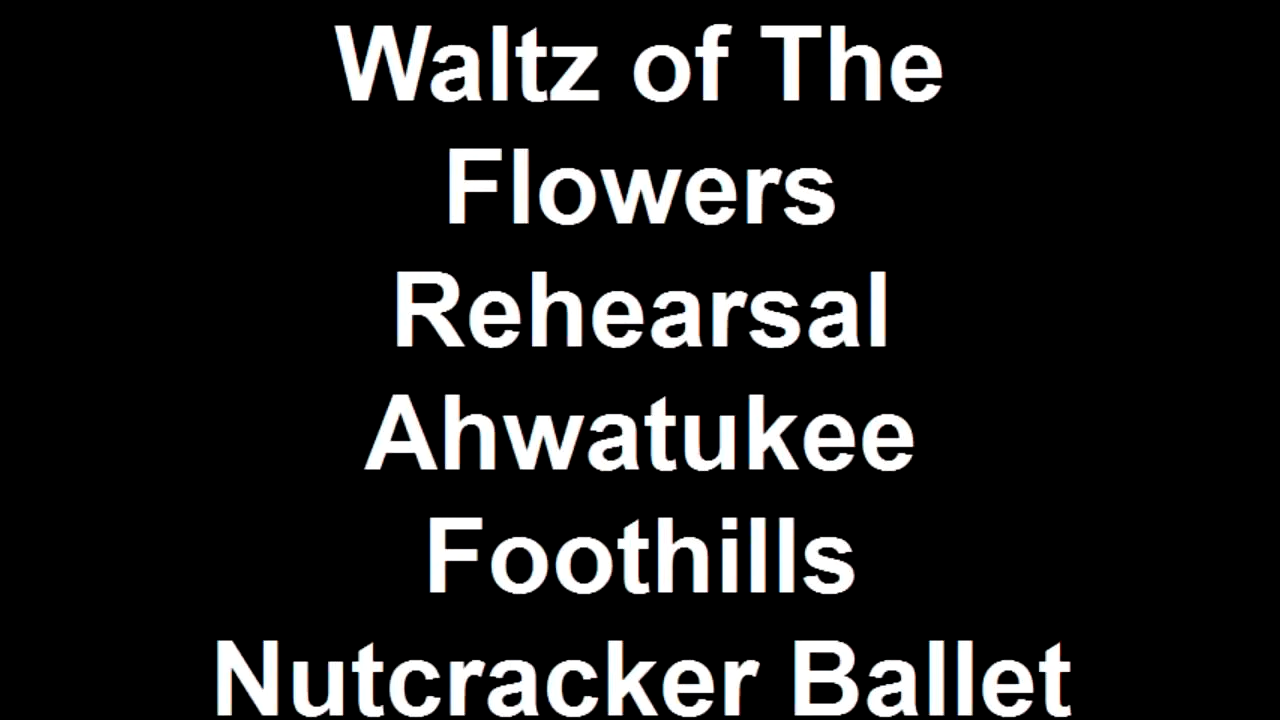 Waltz of The
Flowers
Rehearsal
Ahwatukee
Foothills
Nutcracker Ballet